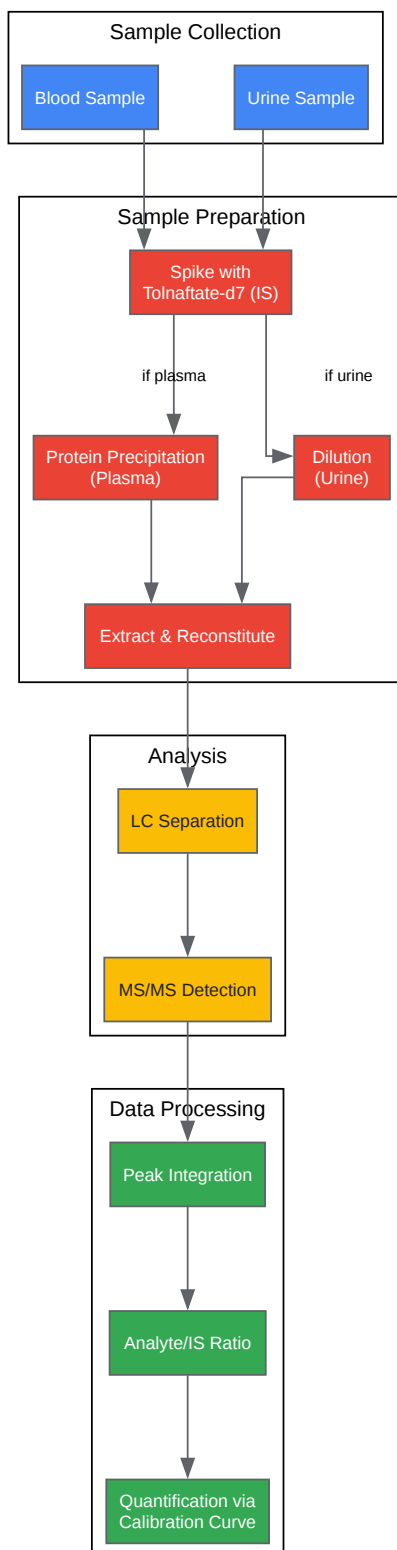 Sample Collection
Blood Sample
Urine Sample
Sample Preparation
Spike with
Tolnaftate-d7 (IS)
if plasma
if urine
Protein Precipitation
(Plasma)
Dilution
(Urine)
Extract & Reconstitute
Analysis
LC Separation
MS/MS Detection
Data Processing
Peak Integration
Analyte/IS Ratio
Quantification via
Calibration Curve